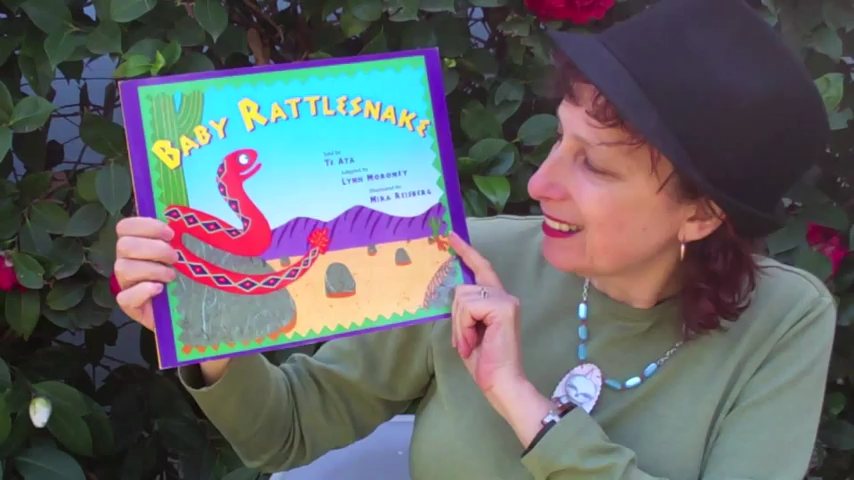 BABY RATTLESNAKE
Told by
TE ATA
Adapted by
LYNN MORONEY
Illustrated by
MIRA REISBERG